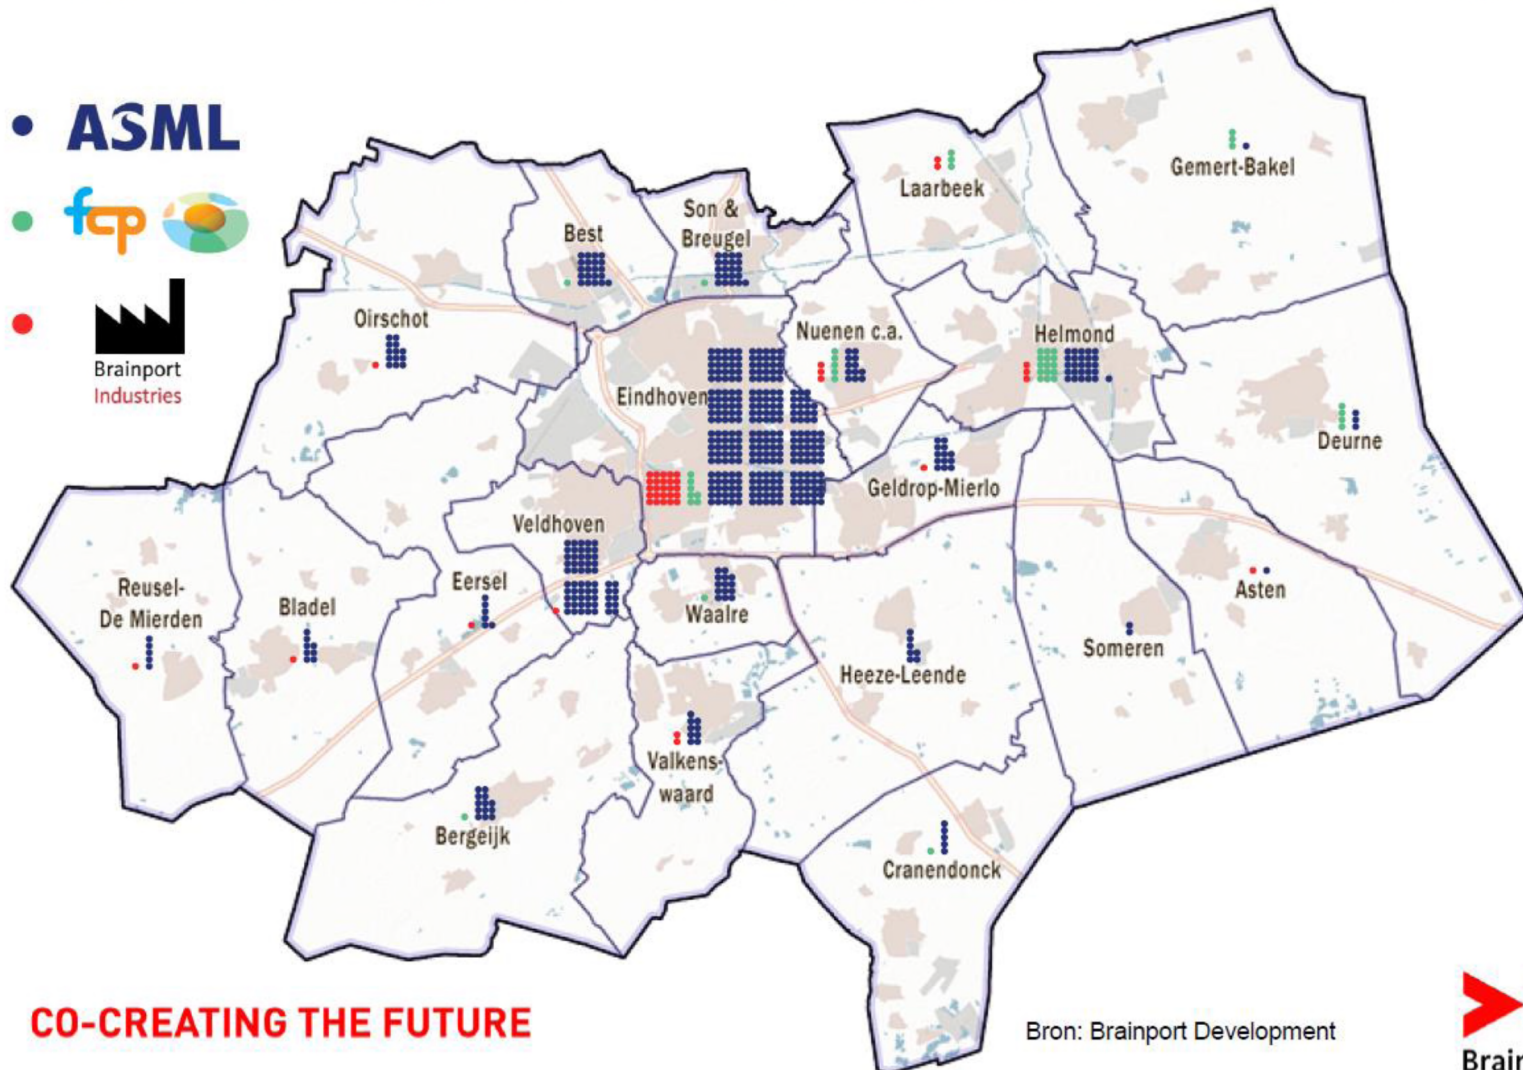 ASML
fcp
Brainport
Industries
Gemert-Bakel
Laarbeek
Son &
Breugel
Best
Oirschot
Nuenen c.a.
Helmond
Eindhoven
Deurne
Geldrop-Mierlo
Veldhoven
Reusel-
De Mierden
Bladel
Eersel
Waalre
Asten
Someren
Heeze-Leende
Valkens-
waard
Bergeijk
Cranendonck
CO-CREATING THE FUTURE
Bron: Brainport Development
Brain